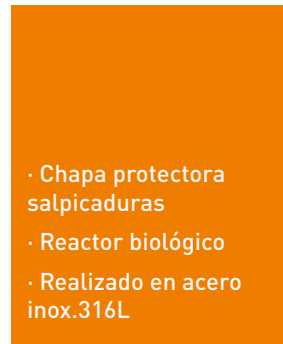 · Chapa protectora
salpicaduras
· Reactor biológico
· Realizado en acero
inox.316L